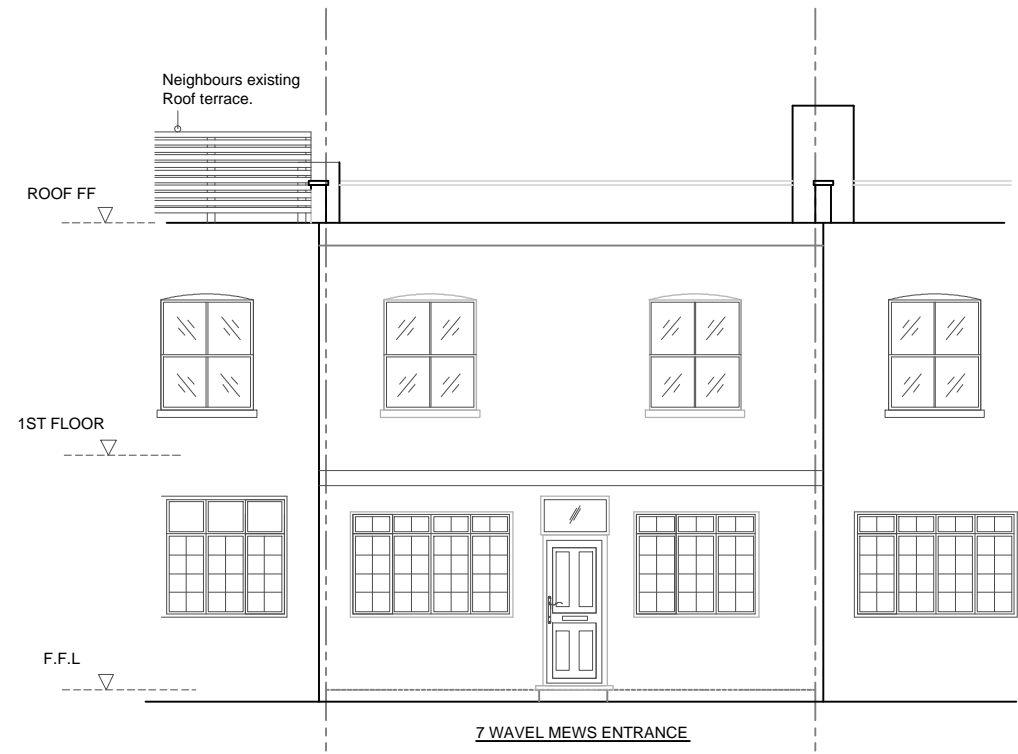 Neighbours existing
Roof terrace.
ROOF FF
1ST FLOOR
F.F.L
7 WAVEL MEWS ENTRANCE